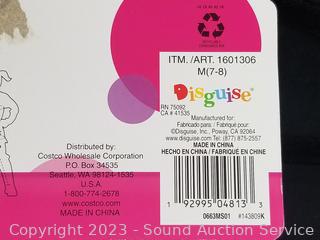 ITM. /ART. 1601306
M(7-8)
Disguise®
RN 75092
CA # 41535
Manufactured for:
Fabricado para: / Fabriqué pour:
©Disguise, Inc., Poway, CA 92064
www.disguise.com Tel: (877) 875-2557
MADE IN CHINA
HECHO EN CHINA / FABRIQUÉ EN CHINE
1 92995 04813 3
0663MS01 #143809K
Distributed by:
Costco Wholesale Corporation
P.O. Box 34535
Seattle, WA 98124-1535
U.S.A.
1-800-774-2678
www.costco.com
MADE IN CHINA
Copyright 2023 - Sound Auction Service